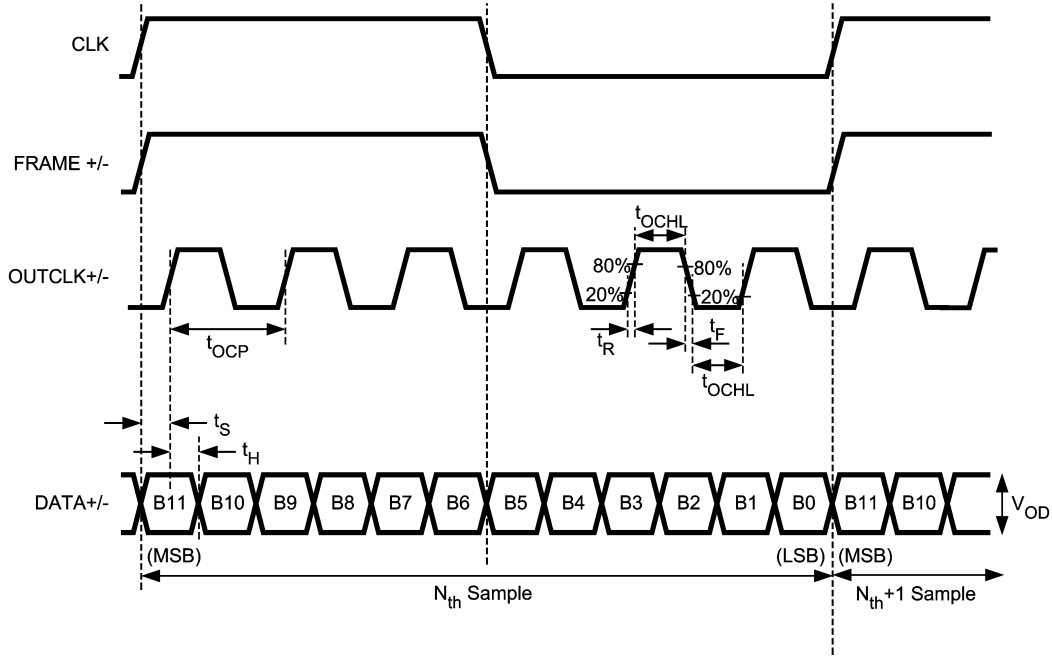 CLK
FRAME +/-
tOCHL
OUTCLK+/-
80%
80%
20%
20%
tOCP
tR
tF
tOCHL
tS
tH
DATA+/-
B11 B10 B9 B8 B7 B6 B5 B4 B3 B2 B1 B0 B11 B10
VOD
(MSB) (LSB) (MSB)
Nth Sample
Nth+1 Sample